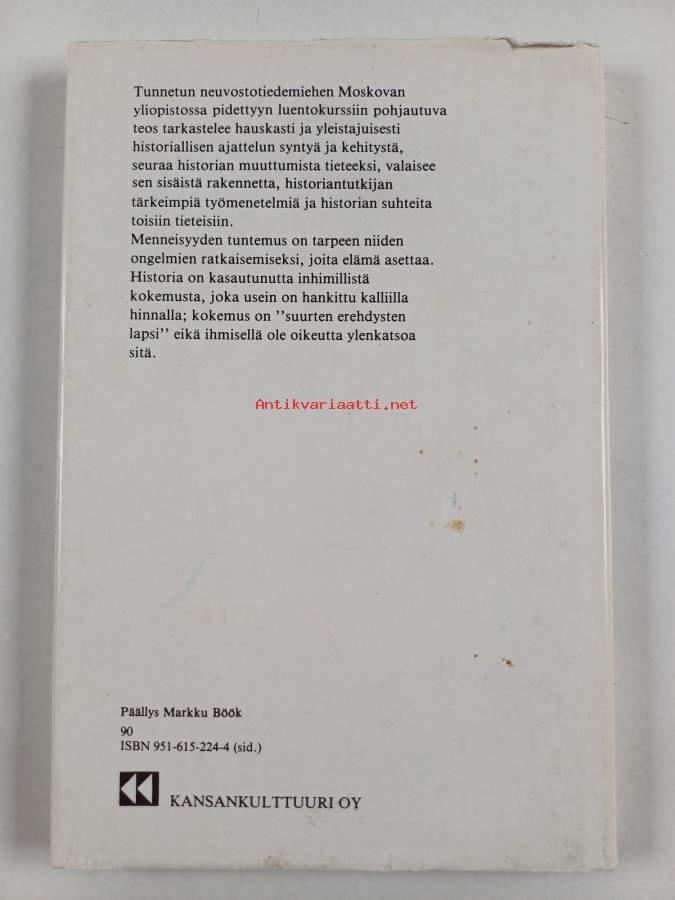 Tunnetun neuvostotiedemiehen Moskovan
yliopistossa pidettyyn luentokurssiin pohjautuva
teos tarkastelee hauskasti ja yleistajuisesti
historiallisen ajattelun syntyä ja kehitystä,
seuraa historian muuttumista tieteeksi, valaisee
sen sisäistä rakennetta, historiantutkijan
tärkeimpiä työmenetelmiä ja historian suhteita
toisiin tieteisiin.
Menneisyyden tuntemus on tarpeen niiden
ongelmien ratkaisemiseksi, joita elämä asettaa.
Historia on kasautunutta inhimillistä
kokemusta, joka usein on hankittu kalliilla
hinnalla; kokemus on ''suurten erehdysten
lapsi'' eikä ihmisellä ole oikeutta ylenkatsoa
sitä.
Antikvariaatti.net
Päällys Markku Böök
90
ISBN 951-615-224-4 (sid.)
KANSANKULTTUURI OY